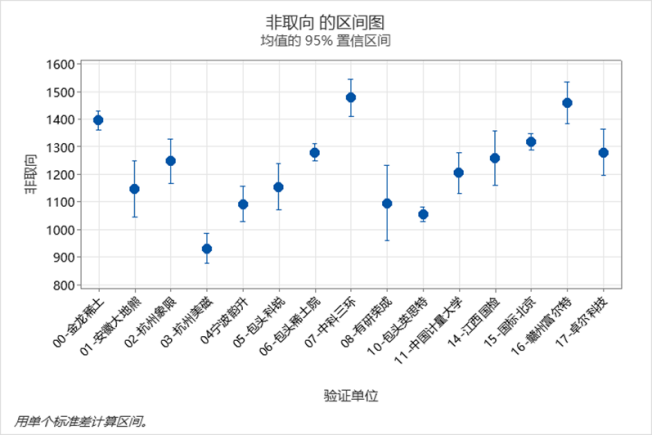 非取向 的区间图
均值的 95% 置信区间
1600
1500
1400
1300
1200
1100
1000
900
800
非取向
00-金龙稀土
01-安徽大地熊
02-杭州象限
03-杭州美磁
04宁波韵升
05-包头科锐
06-包头稀土院
07-中科三环
08-有研荣成
10-包头英思特
11-中国计量大学
14-江西国检
15-国标-北京
16-赣州富尔特
17-卓尔科技
验证单位
用单个标准差计算区间。